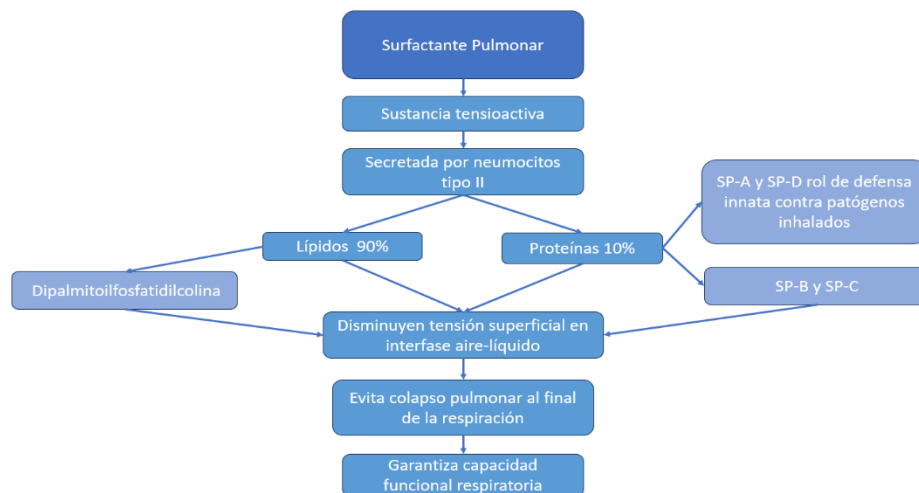 Surfactante Pulmonar
Sustancia tensioactiva
Secretada por neumocitos
tipo II
SP-A y SP-D rol de defensa
innata contra patógenos
inhalados
Lípidos 90%
Proteínas 10%
Dipalmitoilfosfatidilcolina
SP-B y SP-C
Disminuyen tensión superficial en
interfase aire-líquido
Evita colapso pulmonar al final
de la respiración
Garantiza capacidad
funcional respiratoria